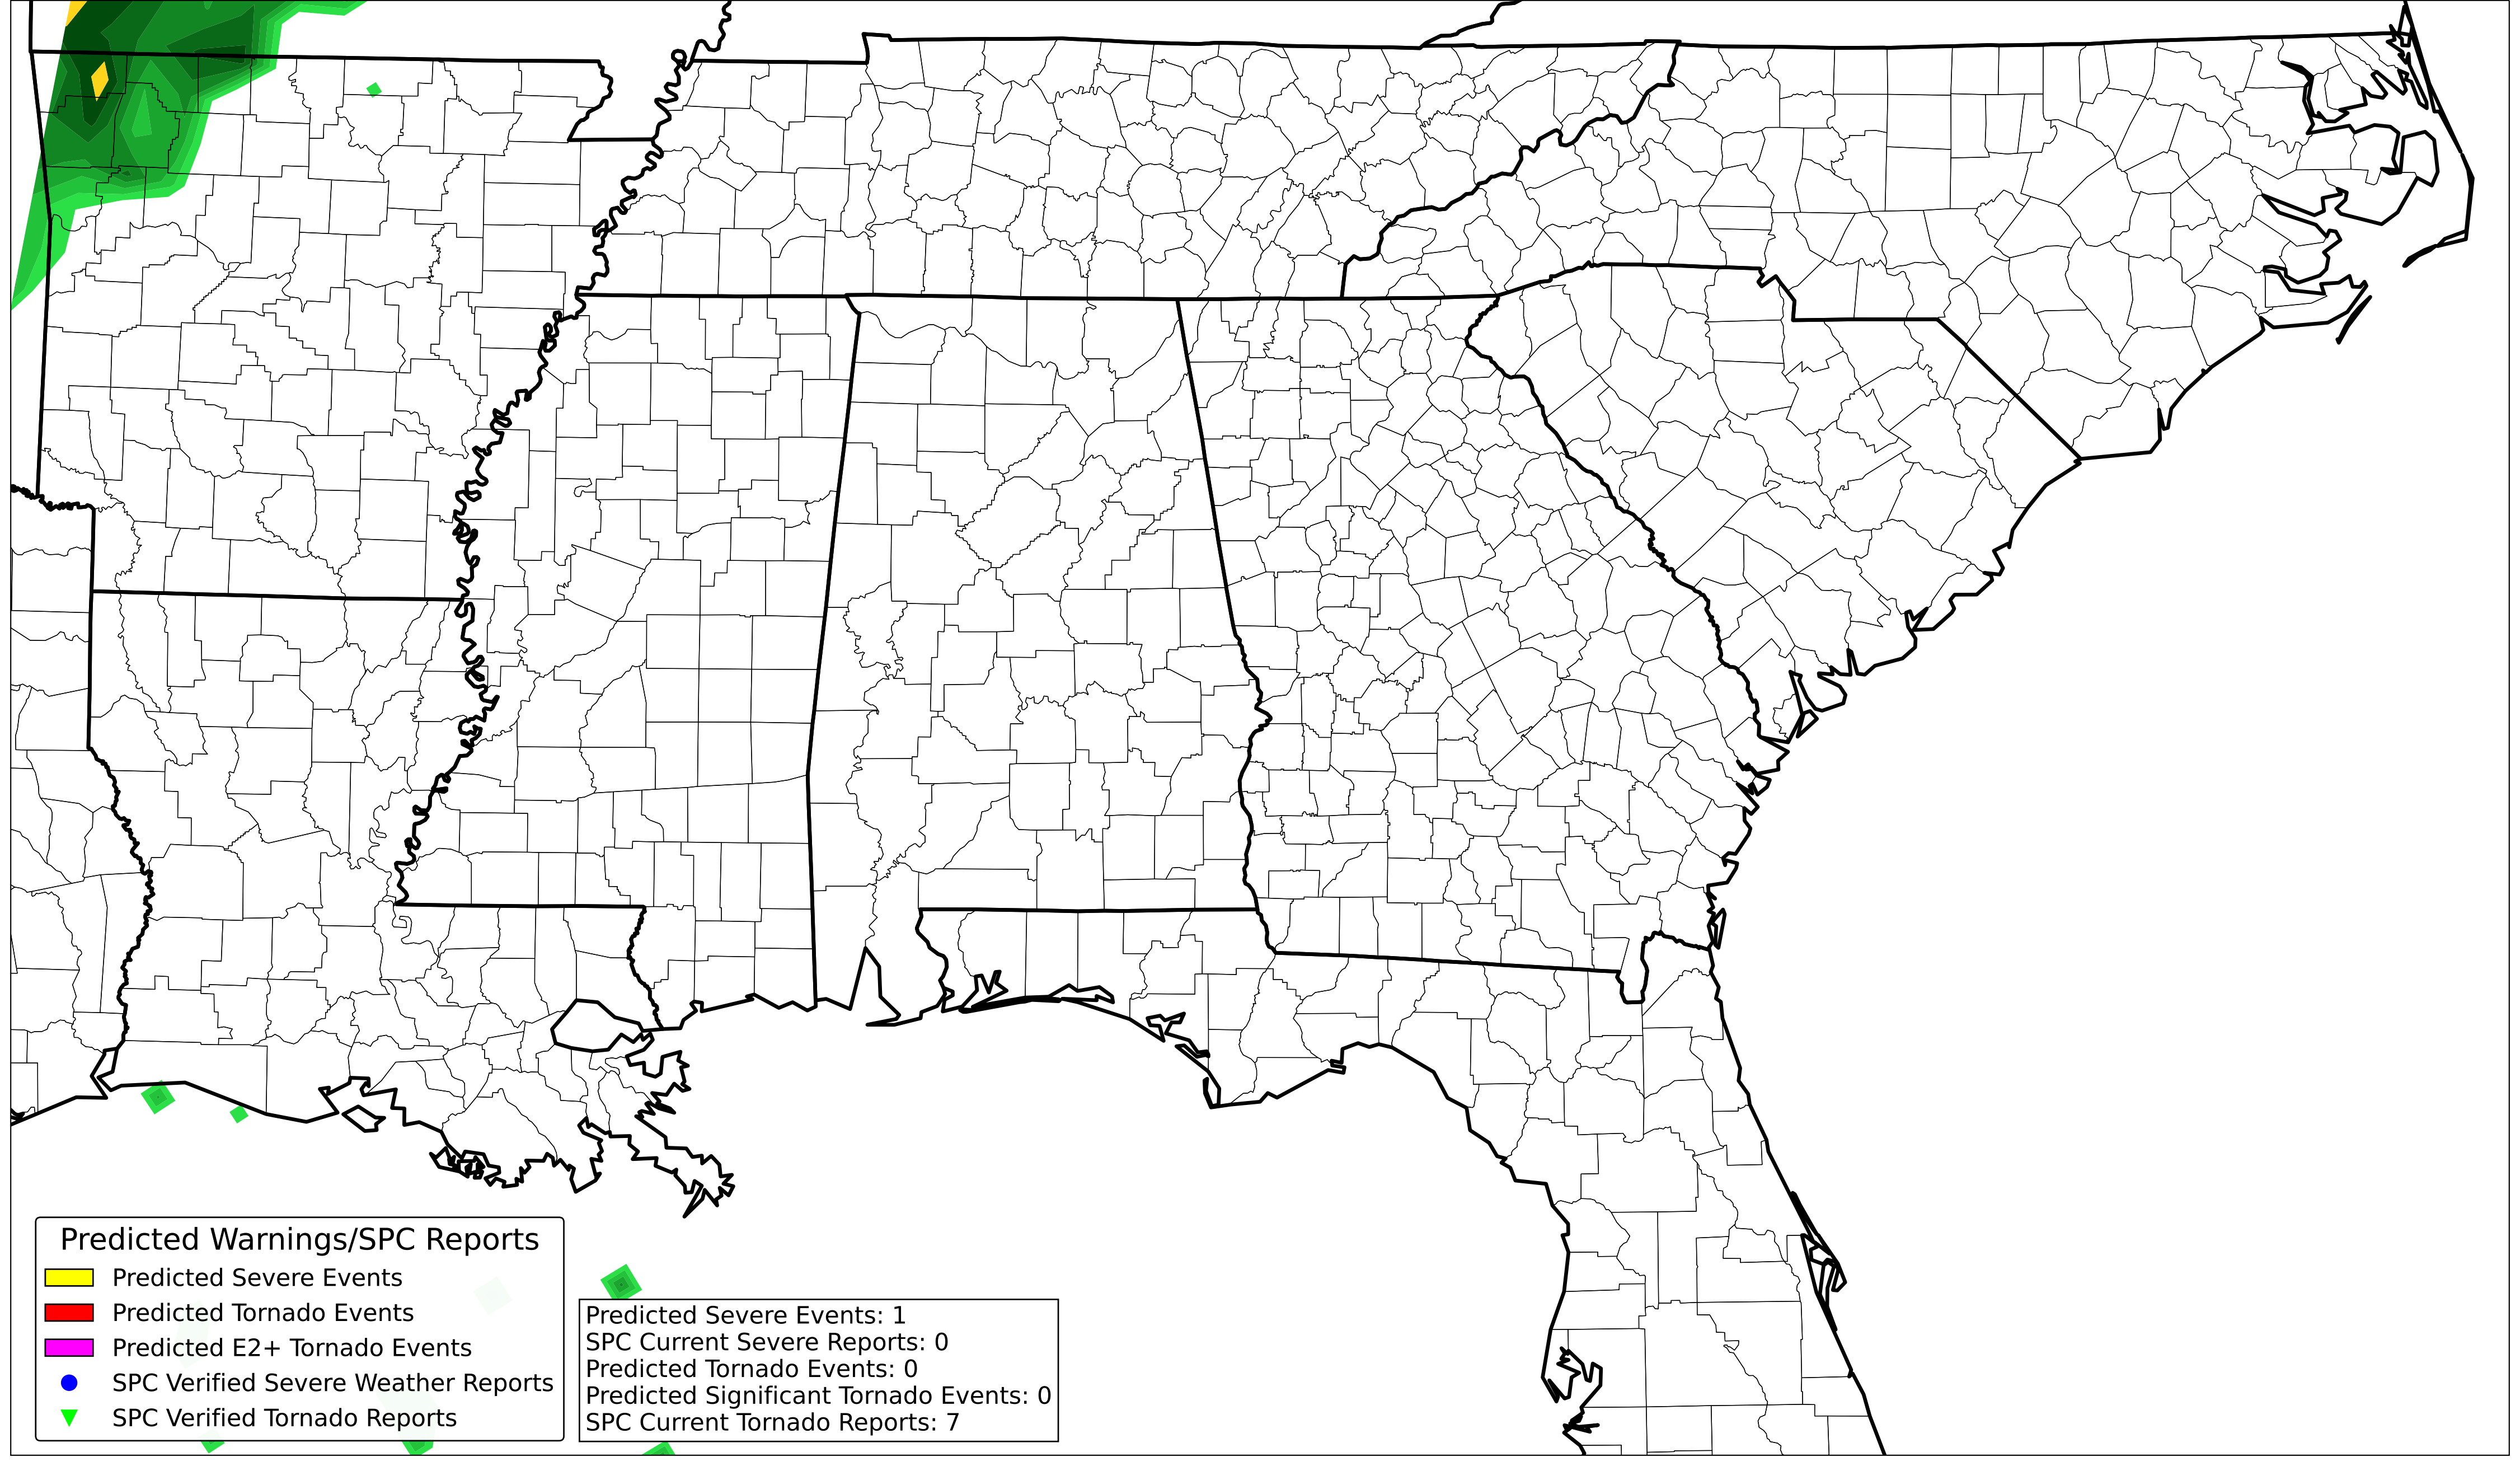 Predicted Warnings/SPC Reports
Predicted Severe Events
Predicted Tornado Events
Predicted E2+ Tornado Events
SPC Verified Severe Weather Reports
SPC Verified Tornado Reports
Predicted Severe Events: 1
SPC Current Severe Reports: 0
Predicted Tornado Events: 0
Predicted Significant Tornado Events: 0
SPC Current Tornado Reports: 7